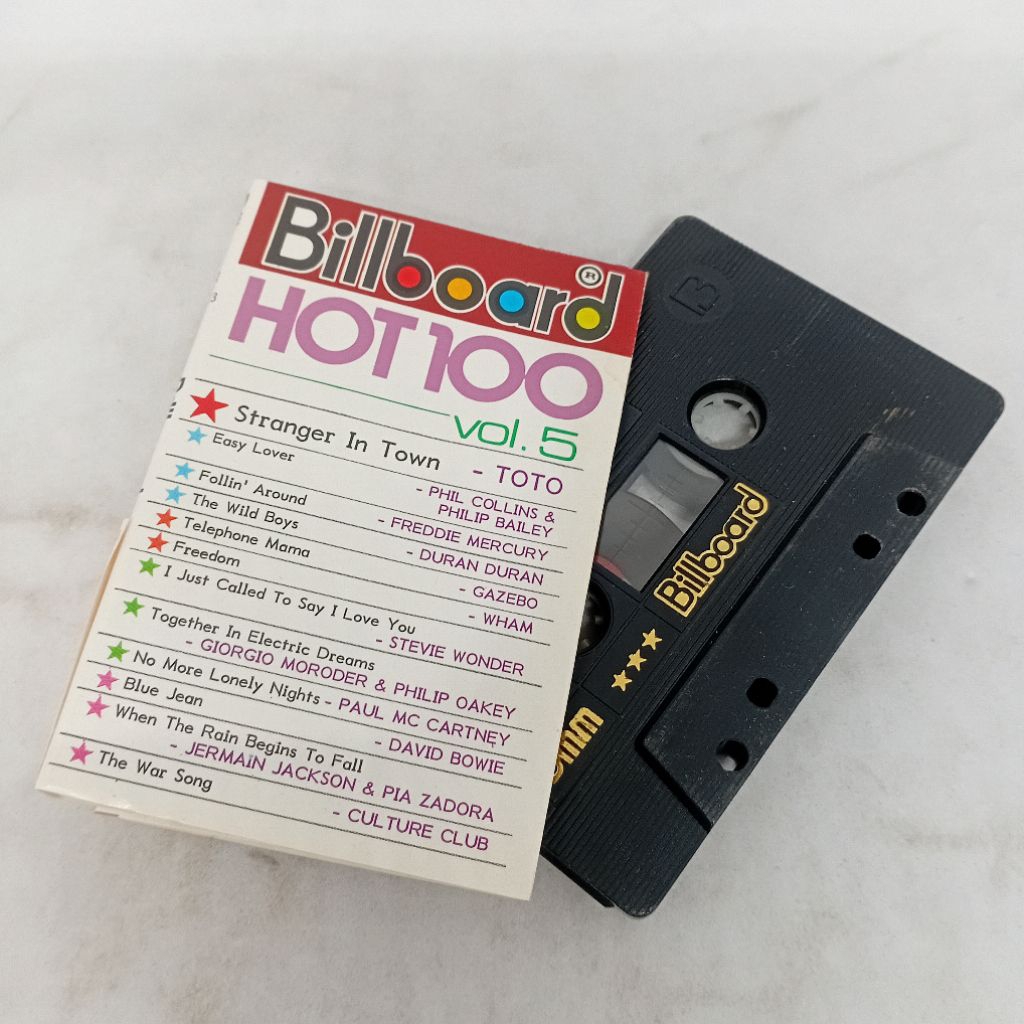 Billboard®
HOT 100
vol. 5
Stranger In Town - TOTO
Easy Lover - PHIL COLLINS &
PHILIP BAILEY
Follin' Around - FREDDIE MERCURY
The Wild Boys - DURAN DURAN
Telephone Mama - GAZEBO
Freedom - WHAM
I Just Called To Say I Love You
- STEVIE WONDER
Together In Electric Dreams
- GIORGIO MORODER & PHILIP OAKEY
No More Lonely Nights - PAUL MC CARTNEY
Blue Jean - DAVID BOWIE
When The Rain Begins To Fall
- JERMAIN JACKSON & PIA ZADORA
The War Song - CULTURE CLUB
B
Billboard